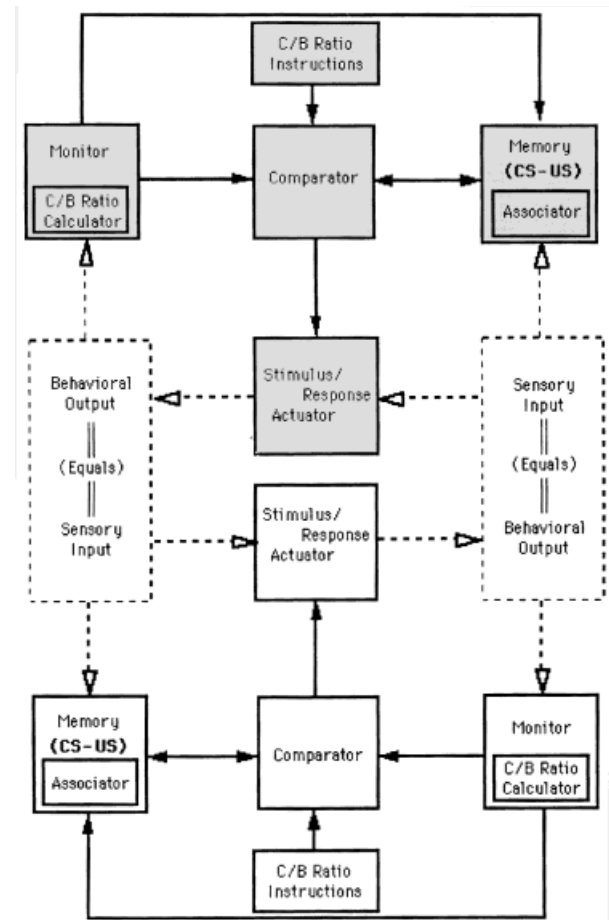 C/B Ratio
Instructions
Monitor
C/B Ratio
Calculator
Comparator
Memory
(CS-US)
Associator
Behavioral
Output
(Equals)
Sensory
Input
Stimulus/
Response
Actuator
Sensory
Input
(Equals)
Behavioral
Output
Stimulus/
Response
Actuator
Memory
(CS-US)
Associator
Comparator
Monitor
C/B Ratio
Calculator
C/B Ratio
Instructions